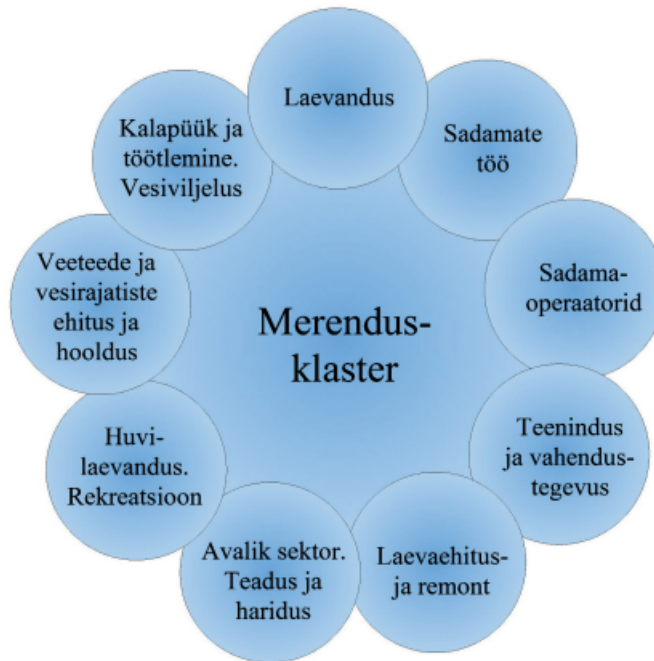 Laevandus
Sadamate
töö
Sadama-
operaatorid
Teenindus
ja vahendus-
tegevus
Laevaehitus-
ja remont
Avalik sektor.
Teadus ja
haridus
Huvi-
laevandus.
Rekreatsioon
Veeteede ja
vesirajatiste
ehitus ja
hooldus
Kalapüük ja
töötlemine.
Vesiviljelus
Merendus-
klaster